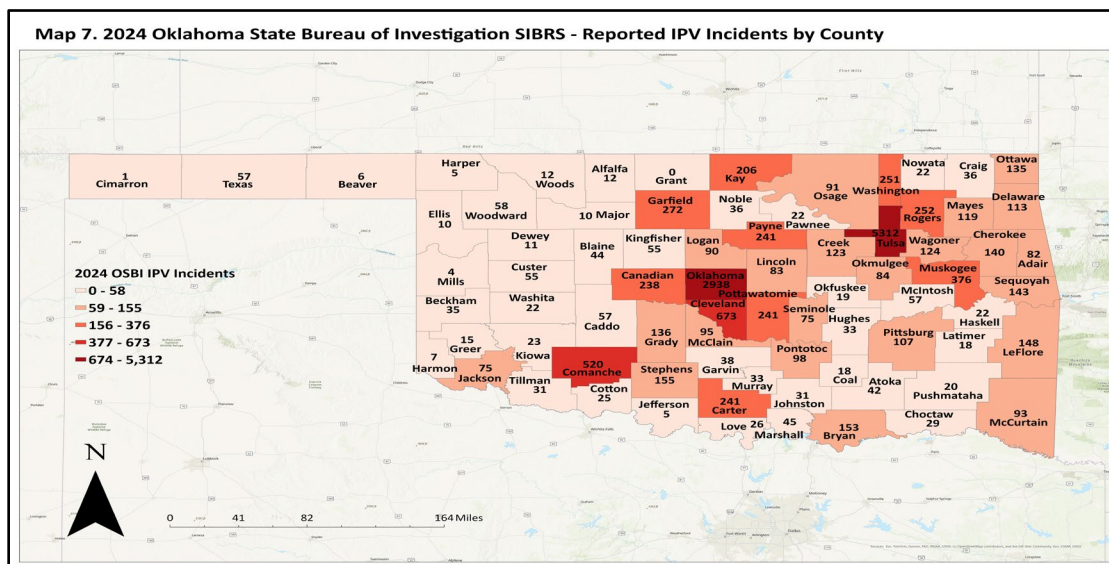 Map 7. 2024 Oklahoma State Bureau of Investigation SIBRS - Reported IPV Incidents by County
1
Cimarron
57
Texas
6
Beaver
Harper
5
12
Woods
Alfalfa
12
0
Grant
206
Kay
91
Osage
251
Washington
Nowata
22
Craig
36
Ottawa
135
Ellis
10
58
Woodward
10 Major
Garfield
272
Noble
36
22
Pawnee
252
Rogers
Mayes
119
Delaware
113
Dewey
11
Blaine
44
Kingfisher
55
Logan
90
Payne
241
Creek
123
5312
Tulsa
Wagoner
124
Cherokee
140
82
Adair
4
Mills
Custer
55
Canadian
238
Oklahoma
2938
Lincoln
83
Okfuskee
19
Okmulgee
84
Muskogee
376
McIntosh
57
Sequoyah
143
Beckham
35
Washita
22
57
Caddo
Cleveland
673
Pottawatomie
241
Seminole
75
Hughes
33
Pittsburg
107
22
Haskell
Latimer
18
148
LeFlore
15
Greer
23
Kiowa
136
Grady
95
McClain
Pontotoc
98
7
Harmon
75
Jackson
Tillman
31
520
Comanche
Cotton
25
Stephens
155
38
Garvin
33
Murray
18
Coal
Atoka
42
20
Pushmataha
Jefferson
5
241
Carter
31
Johnston
Choctaw
29
93
McCurtain
Love 26
45
Marshall
153
Bryan
2024 OSBI IPV Incidents
0 - 58
59 - 155
156 - 376
377 - 673
674 - 5,312
N
0 41 82 164 Miles